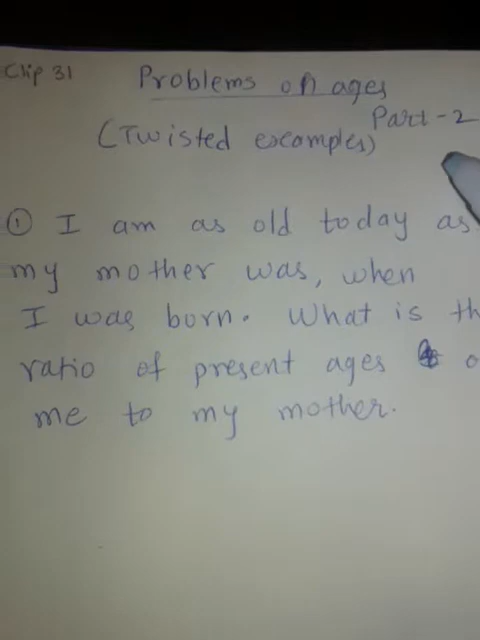 Clip 31
Problems on ages
Part-2
(Twisted examples)
① I am as old today as
my mother was, when
I was born. What is th
ratio of present ages o
me to my mother.